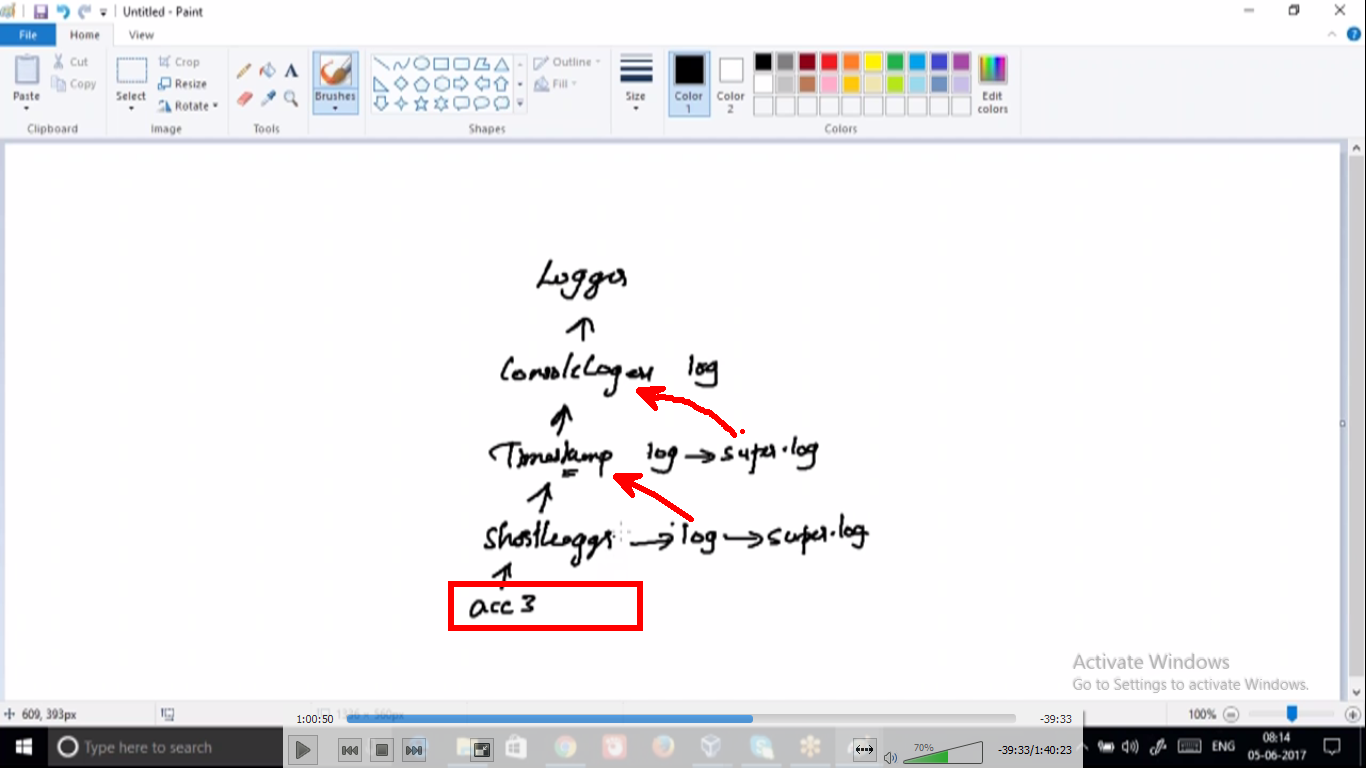 Untitled - Paint
File Home View
Paste
Cut
Copy
Clipboard
Select
Crop
Resize
Rotate
Image
Tools
Brushes
Outline
Fill
Shapes
Size
Color 1
Color 2
Edit colors
Colors
Logger
↑
ConsoleLogger log
↑
Timestamp log → super.log
↑
→ log → super.log
↑
acc 3
Activate Windows
Go to Settings to activate Windows.
609, 393px
1336 × 560px
100%
1:00:50
-39:33
Type here to search
70%
-39:33/1:40:23
ENG
08:14
05-06-2017